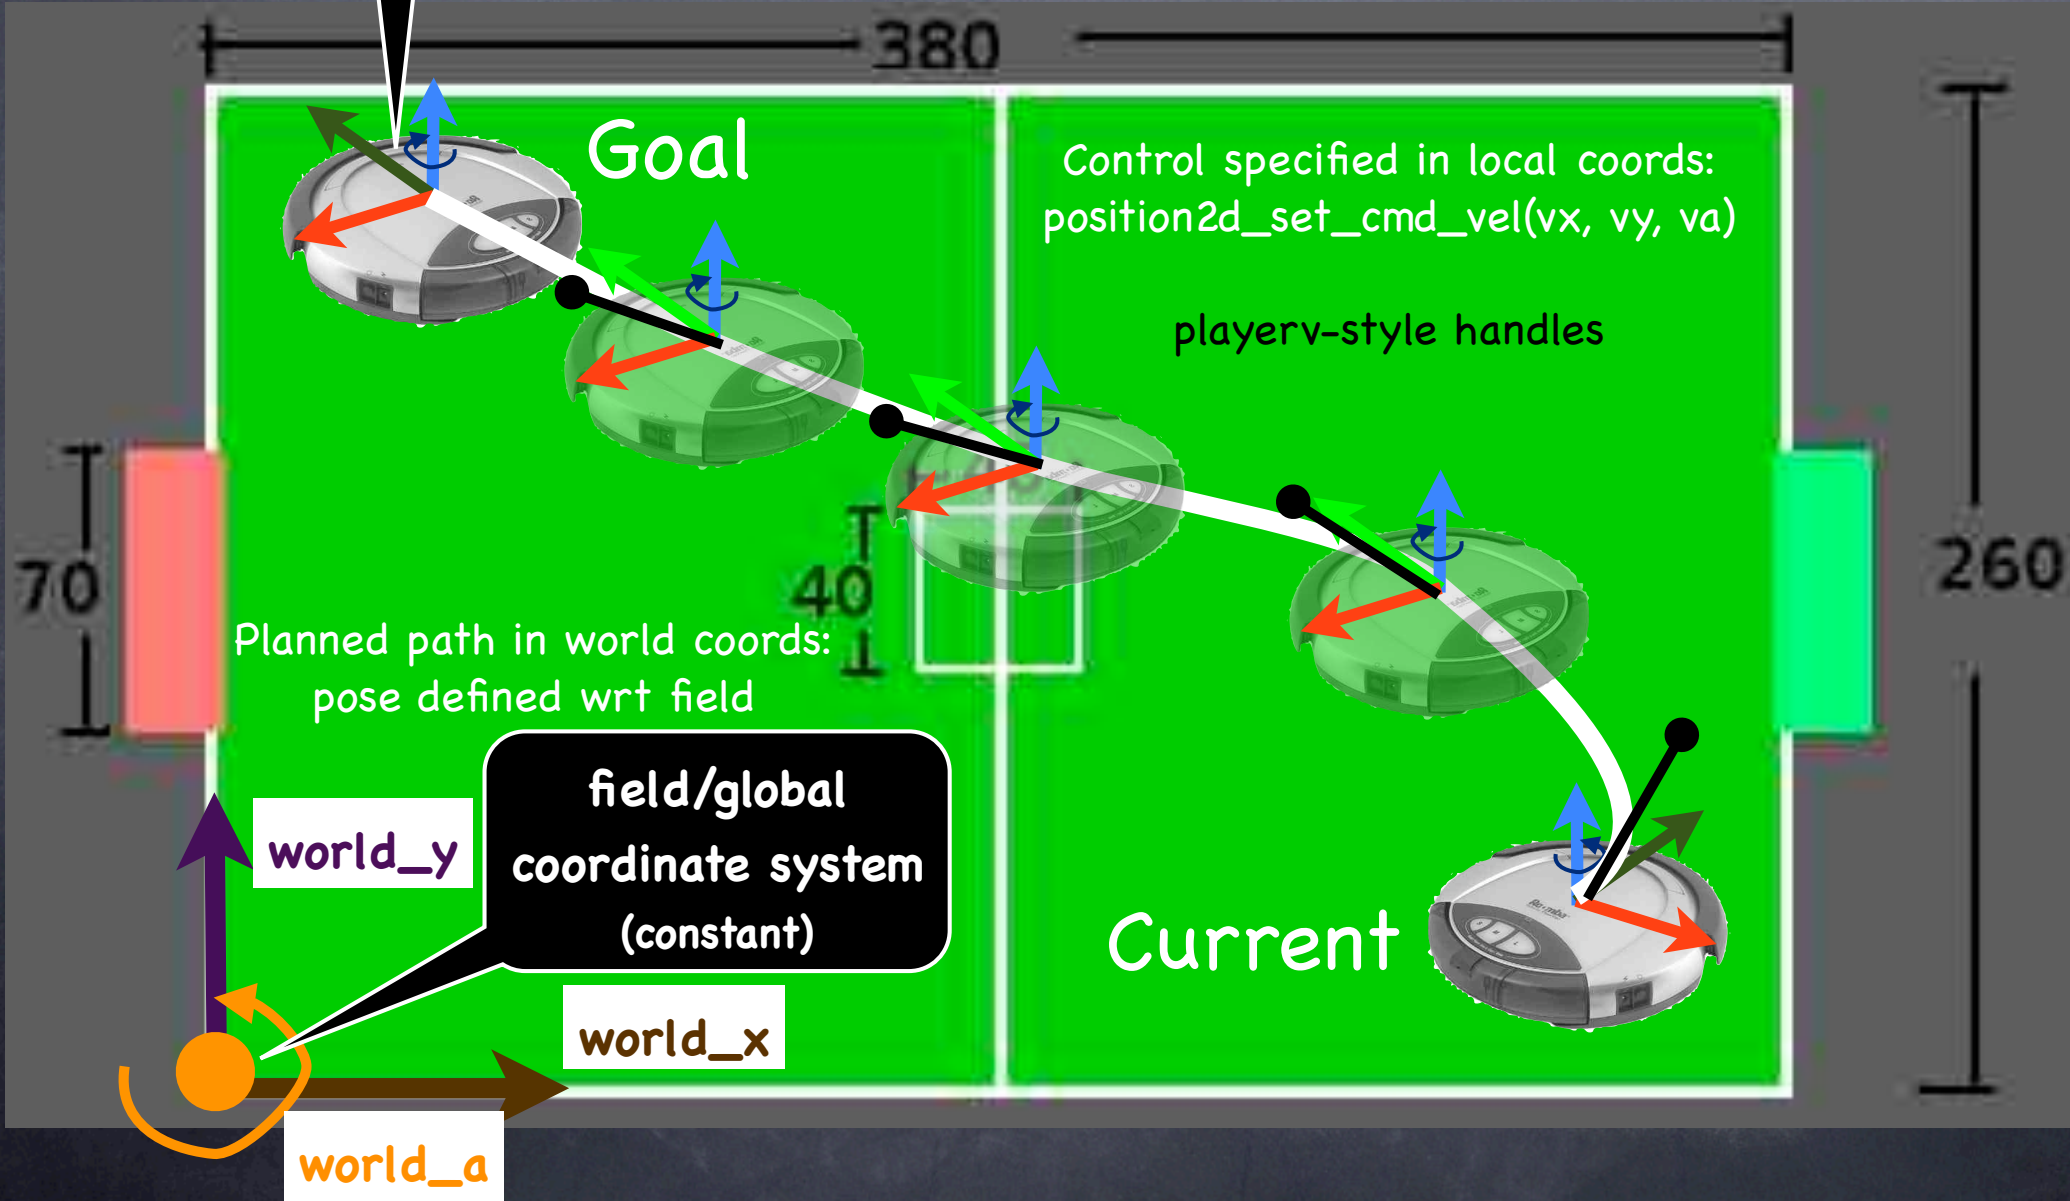 380
Goal
Control specified in local coords:
position2d_set_cmd_vel(vx, vy, va)
playerv-style handles
260
70
40
Planned path in world coords:
pose defined wrt field
field/global
coordinate system
(constant)
world_y
Current
world_x
world_a